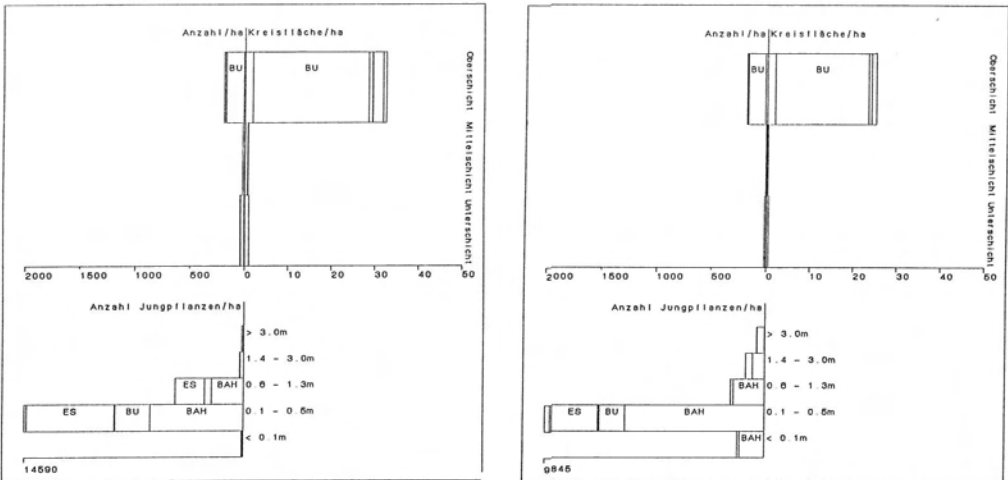 Anzahl/ha Kreisfläche/ha
BU BU
Oberschicht Mittelschicht Unterschicht
2000 1500 1000 500 0 10 20 30 40 50
Anzahl Jungpflanzen/ha
> 3.0m
1.4 - 3.0m
ES BAH 0.6 - 1.3m
ES BU BAH 0.1 - 0.5m
< 0.1m
14590
Anzahl/ha Kreisfläche/ha
BU BU
Oberschicht Mittelschicht Unterschicht
2000 1500 1000 500 0 10 20 30 40 50
Anzahl Jungpflanzen/ha
> 3.0m
1.4 - 3.0m
BAH 0.6 - 1.3m
ES BAH 0.1 - 0.5m
BAH < 0.1m
9845